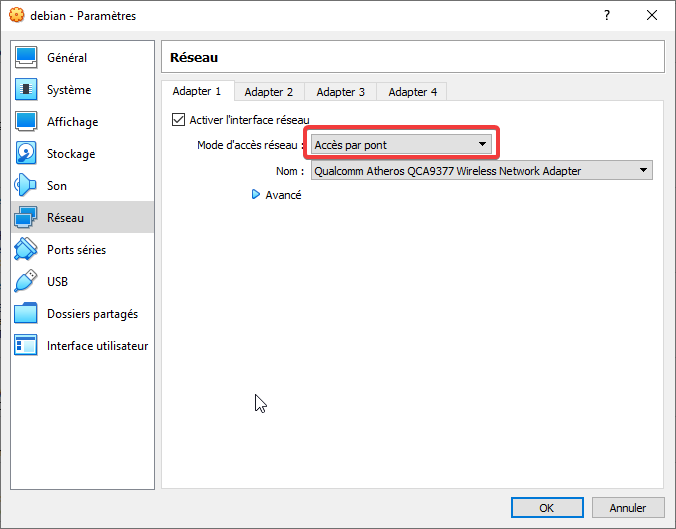 debian - Paramètres
Général
Système
Affichage
Stockage
Son
Réseau
Ports séries
USB
Dossiers partagés
Interface utilisateur
Réseau
Adapter 1 Adapter 2 Adapter 3 Adapter 4
Activer l'interface réseau
Mode d'accès réseau : Accès par pont
Nom : Qualcomm Atheros QCA9377 Wireless Network Adapter
Avancé
OK Annuler